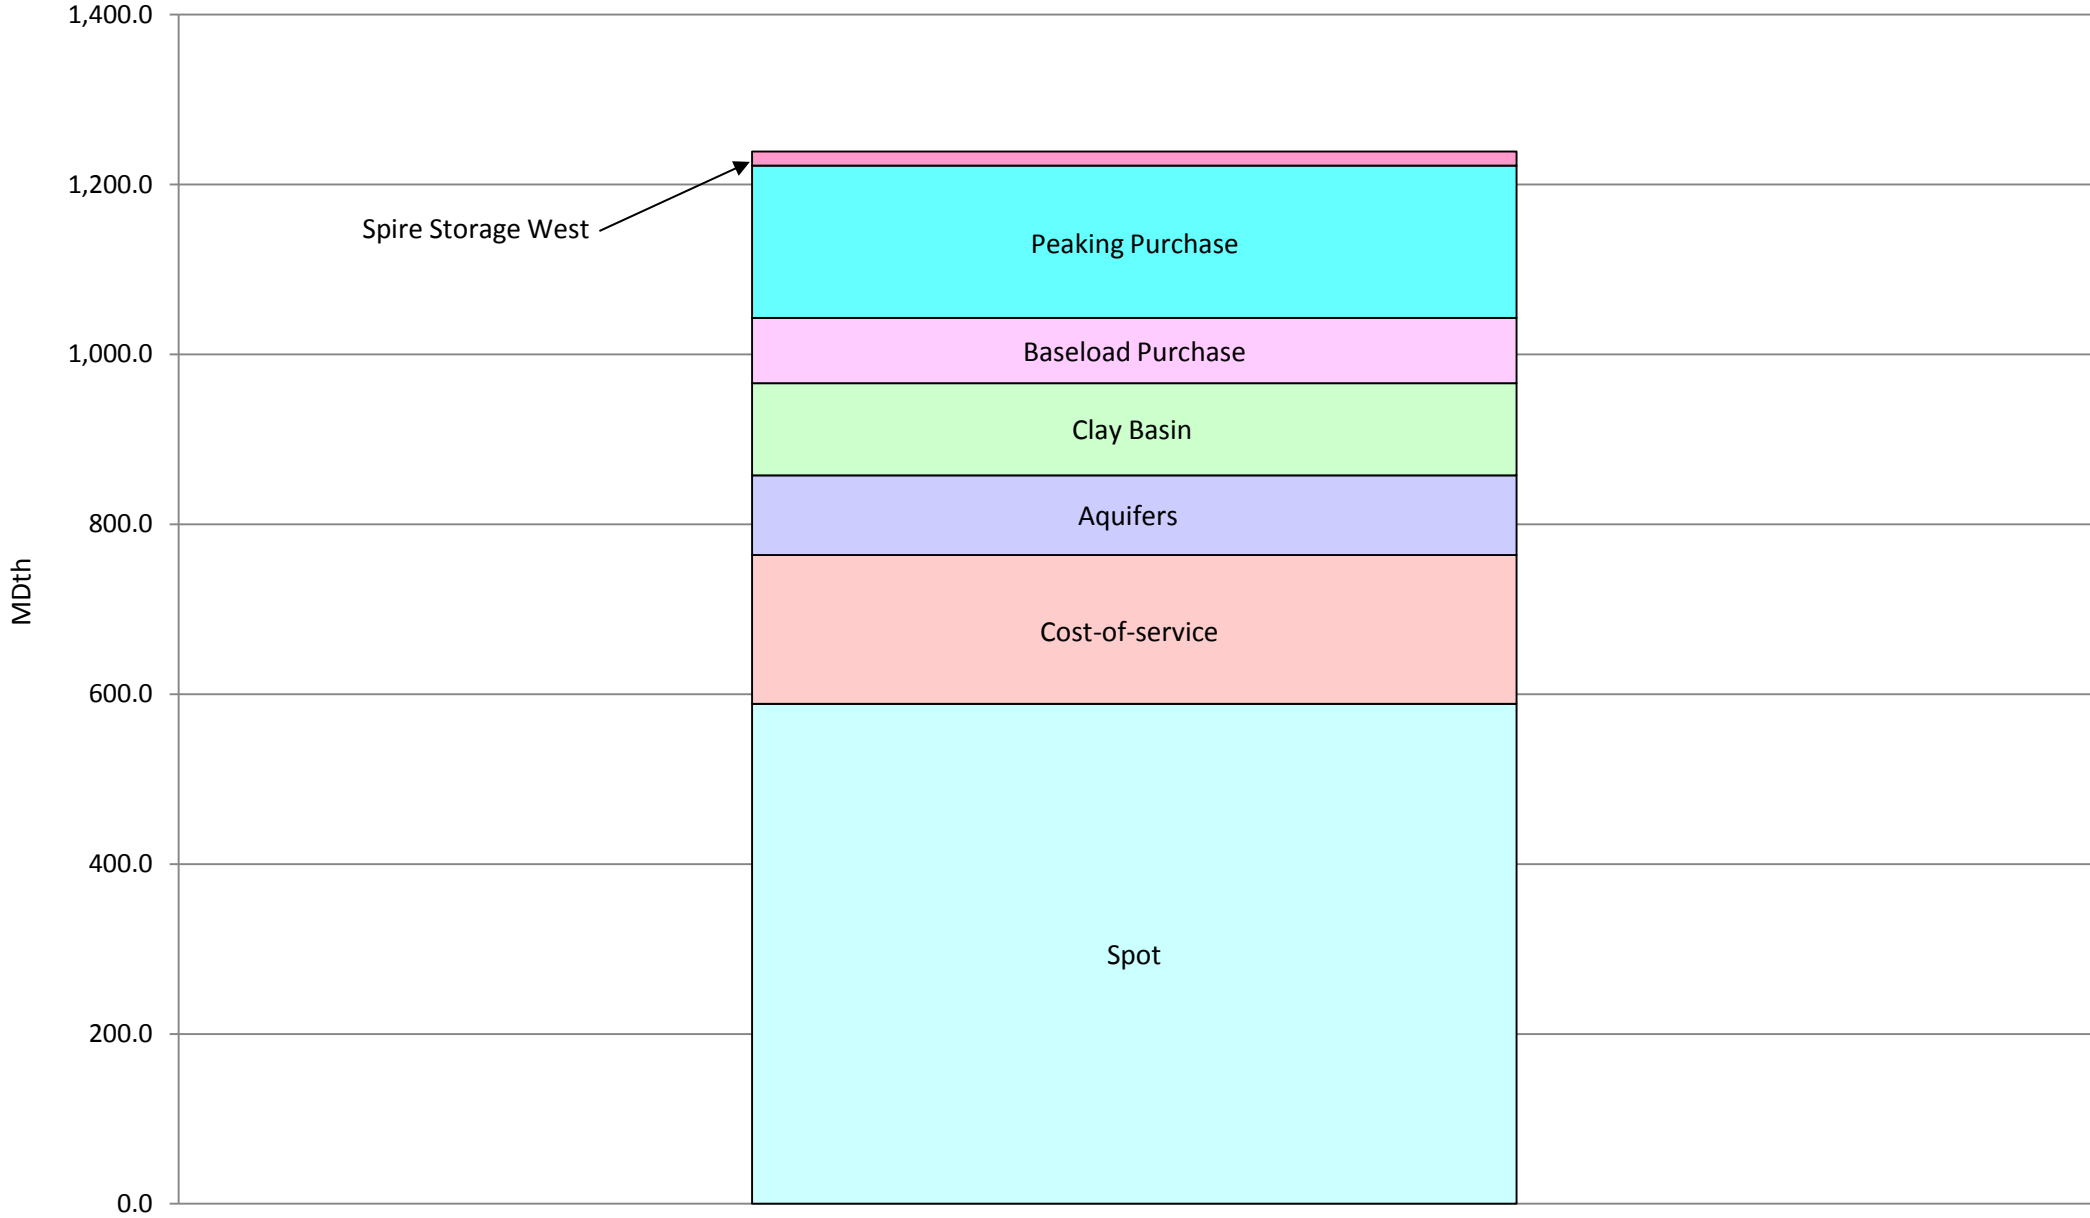 1,400.0
1,200.0
1,000.0
800.0
600.0
400.0
200.0
0.0
MDth
Spire Storage West
Peaking Purchase
Baseload Purchase
Clay Basin
Aquifers
Cost-of-service
Spot